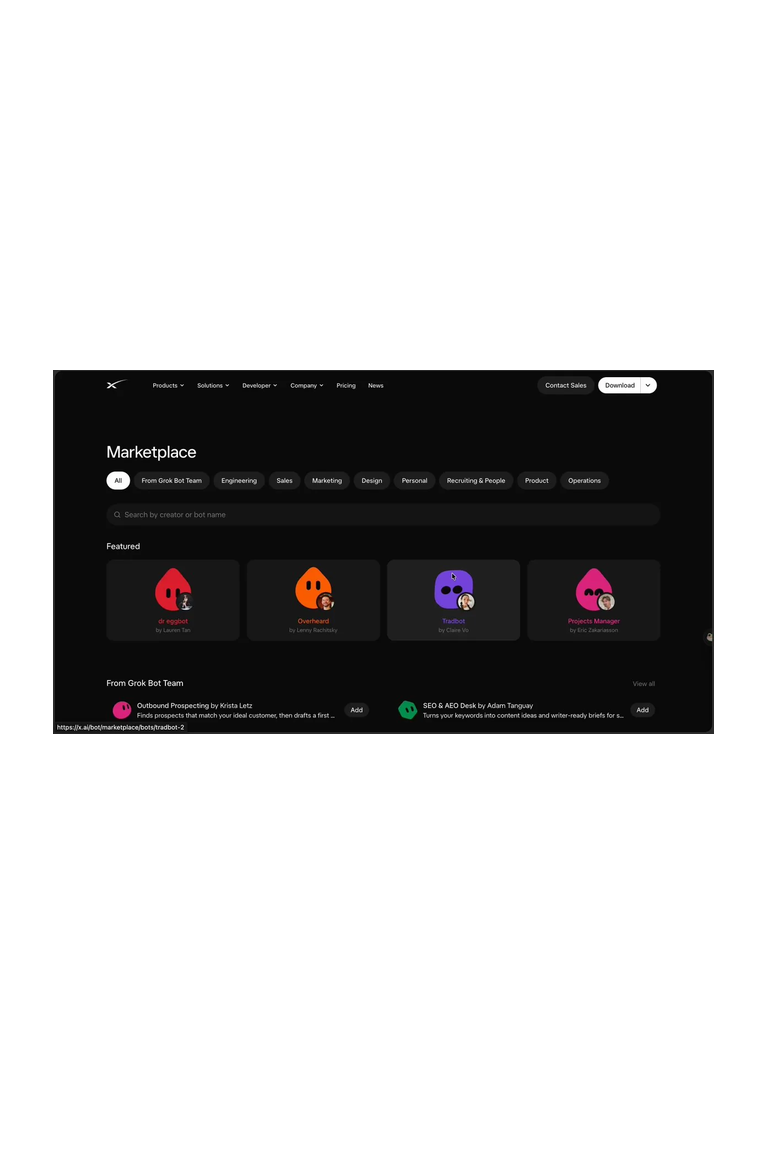 Products Solutions Developer Company Pricing News Contact Sales Download
Marketplace
All From Grok Bot Team Engineering Sales Marketing Design Personal Recruiting & People Product Operations
Search by creator or bot name
Featured
dr eggbot
by Lauren Tan
Overheard
by Lenny Rachitsky
Tradbot
by Claire Vo
Projects Manager
by Eric Zakariasson
From Grok Bot Team View all
Outbound Prospecting by Krista Letz
Finds prospects that match your ideal customer, then drafts a first ...
Add
SEO & AEO Desk by Adam Tanguay
Turns your keywords into content ideas and writer-ready briefs for s...
Add
https://x.ai/bot/marketplace/bots/tradbot-2